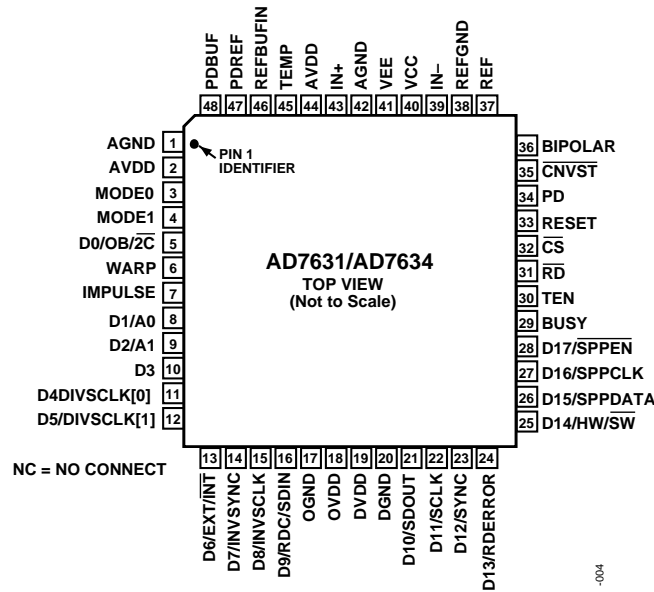 PDBUF
PDREF
REFBUFIN
TEMP
AVDD
IN+
AGND
VEE
VCC
IN–
REFGND
REF
48 47 46 45 44 43 42 41 40 39 38 37
AGND 1
AVDD 2
MODE0 3
MODE1 4
D0/OB/2C 5
WARP 6
IMPULSE 7
D1/A0 8
D2/A1 9
D3 10
D4DIVSCLK[0] 11
D5/DIVSCLK[1] 12
PIN 1
IDENTIFIER
AD7631/AD7634
TOP VIEW
(Not to Scale)
36 BIPOLAR
35 CNVST
34 PD
33 RESET
32 CS
31 RD
30 TEN
29 BUSY
28 D17/SPPEN
27 D16/SPPCLK
26 D15/SPPDATA
25 D14/HW/SW
NC = NO CONNECT
13 14 15 16 17 18 19 20 21 22 23 24
D6/EXT/INT
D7/INVSYNC
D8/INVSCLK
D9/RDC/SDIN
OGND
OVDD
DVDD
DGND
D10/SDOUT
D11/SCLK
D12/SYNC
D13/RDERROR
-004